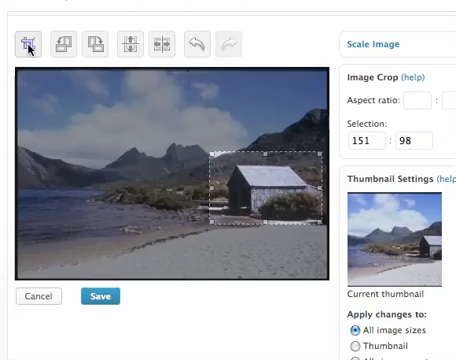 Scale Image
Image Crop (help)
Aspect ratio: :
Selection:
151 : 98
Thumbnail Settings (help
Current thumbnail
Cancel
Save
Apply changes to:
All image sizes
Thumbnail